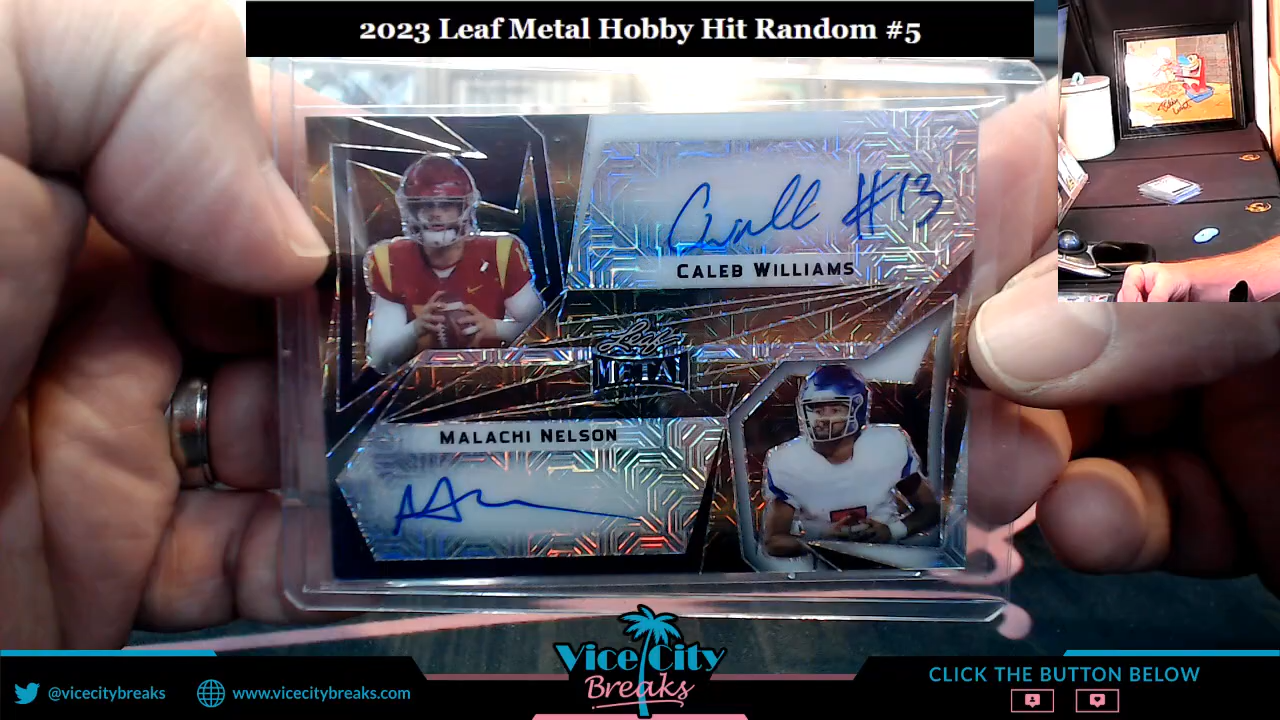 2023 Leaf Metal Hobby Hit Random #5
Cwill #13
CALEB WILLIAMS
Leaf
METAL
MALACHI NELSON
Vice City
Breaks
@vicecitybreaks
www.vicecitybreaks.com
CLICK THE BUTTON BELOW